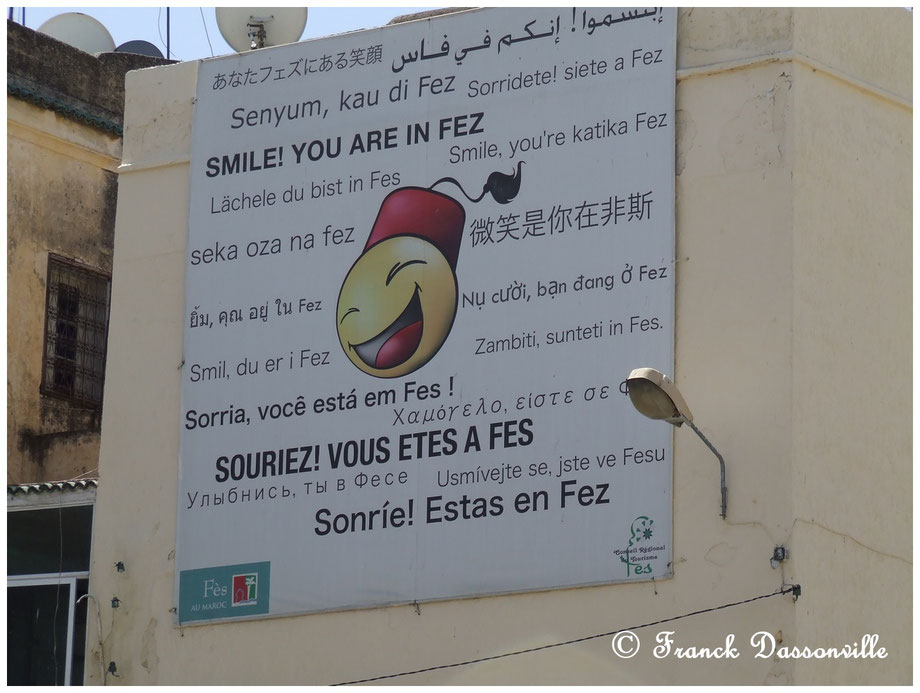 ابتسموا! إنكم في فاس
あなたフェズにある笑顔
Senyum, kau di Fez
Sorridete! siete a Fez
SMILE! YOU ARE IN FEZ
Smile, you're katika Fez
Lächele du bist in Fes
seka oza na fez
微笑是你在非斯
ยิ้ม, คุณ อยู่ ใน Fez
Nụ cười, bạn đang ở Fez
Smil, du er i Fez
Zambiti, sunteti in Fes.
Sorria, você está em Fes !
Χαμόγελο, είστε σε
SOURIEZ! VOUS ETES A FES
Улыбнись, ты в Фесе
Usmívejte se, jste ve Fesu
Sonríe! Estas en Fez
Fès
AU MAROC
Conseil Régional
Tourisme
Fes
© Franck Dassonville